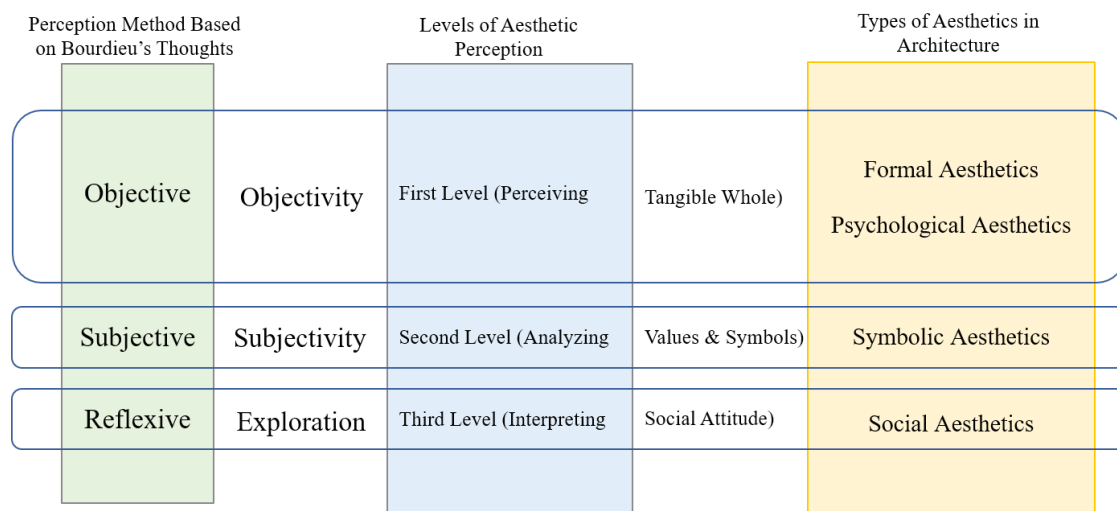 Perception Method Based
on Bourdieu's Thoughts
Levels of Aesthetic
Perception
Types of Aesthetics in
Architecture
Objective
Objectivity
First Level (Perceiving
Tangible Whole)
Formal Aesthetics
Psychological Aesthetics
Subjective
Subjectivity
Second Level (Analyzing
Values & Symbols)
Symbolic Aesthetics
Reflexive
Exploration
Third Level (Interpreting
Social Attitude)
Social Aesthetics